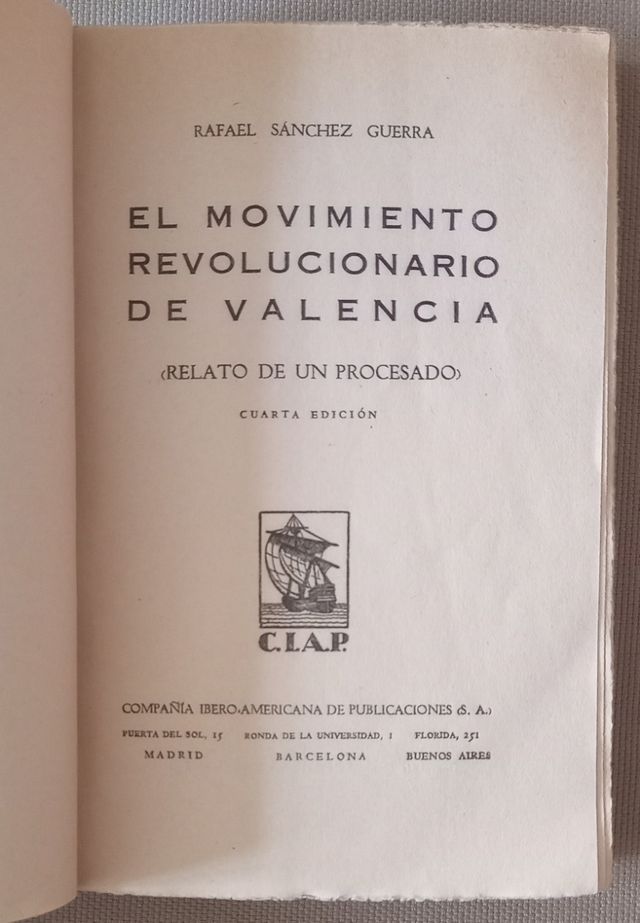 RAFAEL SÁNCHEZ GUERRA
EL MOVIMIENTO
REVOLUCIONARIO
DE VALENCIA
(RELATO DE UN PROCESADO)
CUARTA EDICIÓN
C.I.A.P.
COMPAÑÍA IBERO-AMERICANA DE PUBLICACIONES (S. A.)
PUERTA DEL SOL, 15 RONDA DE LA UNIVERSIDAD, 1 FLORIDA, 251
MADRID BARCELONA BUENOS AIRES